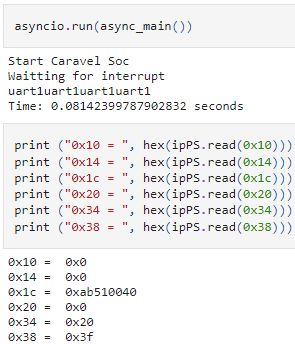 asyncio.run(async_main())
Start Caravel Soc
Waitting for interrupt
uart1uart1uart1uart1
Time: 0.08142399787902832 seconds
print ("0x10 = ", hex(ipPS.read(0x10)))
print ("0x14 = ", hex(ipPS.read(0x14)))
print ("0x1c = ", hex(ipPS.read(0x1c)))
print ("0x20 = ", hex(ipPS.read(0x20)))
print ("0x34 = ", hex(ipPS.read(0x34)))
print ("0x38 = ", hex(ipPS.read(0x38)))
0x10 =  0x0
0x14 =  0x0
0x1c =  0xab510040
0x20 =  0x0
0x34 =  0x20
0x38 =  0x3f